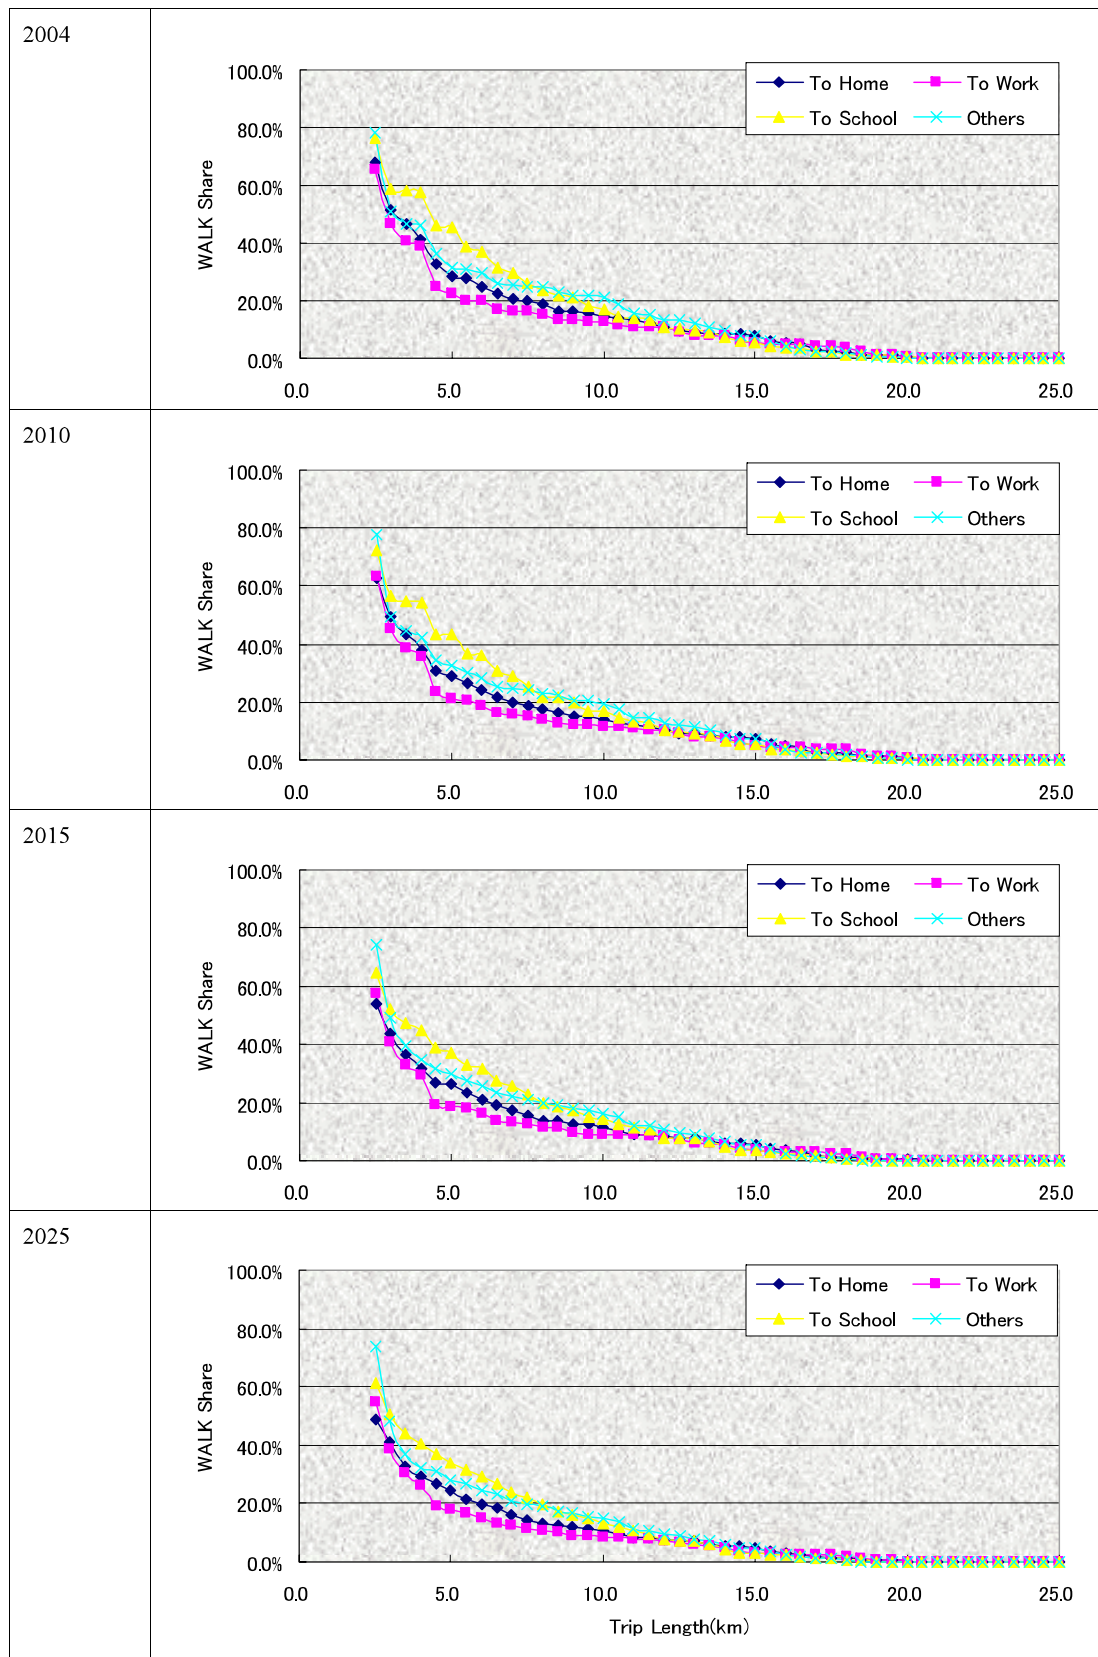 2004
100.0%
80.0%
60.0%
40.0%
20.0%
0.0%
WALK Share
To Home
To Work
To School
Others
0.0 5.0 10.0 15.0 20.0 25.0
2010
100.0%
80.0%
60.0%
40.0%
20.0%
0.0%
WALK Share
To Home
To Work
To School
Others
0.0 5.0 10.0 15.0 20.0 25.0
2015
100.0%
80.0%
60.0%
40.0%
20.0%
0.0%
WALK Share
To Home
To Work
To School
Others
0.0 5.0 10.0 15.0 20.0 25.0
2025
100.0%
80.0%
60.0%
40.0%
20.0%
0.0%
WALK Share
To Home
To Work
To School
Others
0.0 5.0 10.0 15.0 20.0 25.0
Trip Length(km)